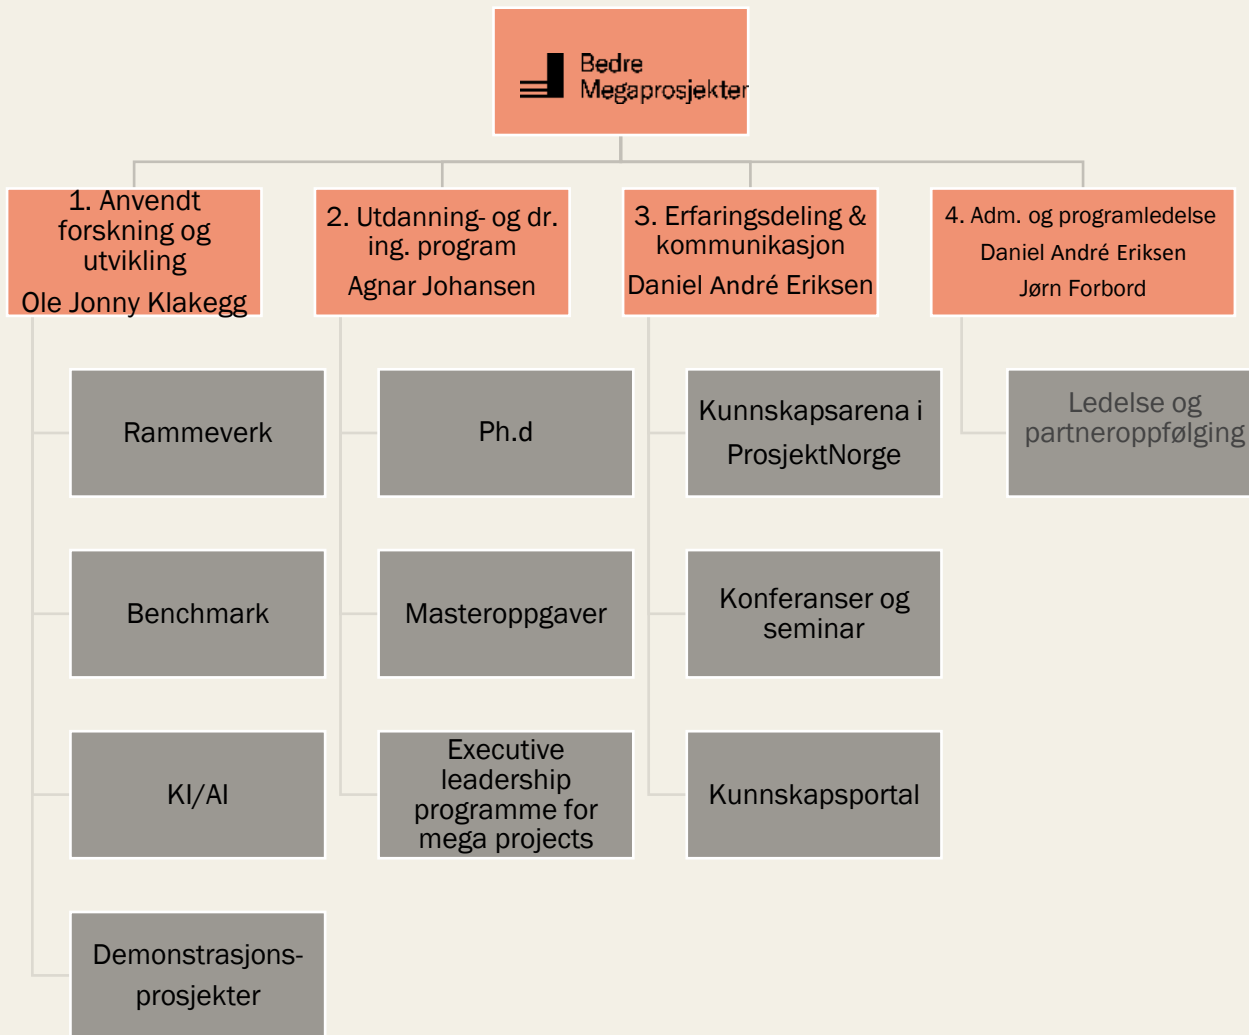 Bedre
Megaprosjekter
1. Anvendt
forskning og
utvikling
Ole Jonny Klakegg
2. Utdanning- og dr.
ing. program
Agnar Johansen
3. Erfaringsdeling &
kommunikasjon
Daniel André Eriksen
4. Adm. og programledelse
Daniel André Eriksen
Jørn Forbord
Rammeverk
Benchmark
KI/AI
Demonstrasjons-
prosjekter
Ph.d
Masteroppgaver
Executive
leadership
programme for
mega projects
Kunnskapsarena i
ProsjektNorge
Konferanser og
seminar
Kunnskapsportal
Ledelse og
partneroppfølging